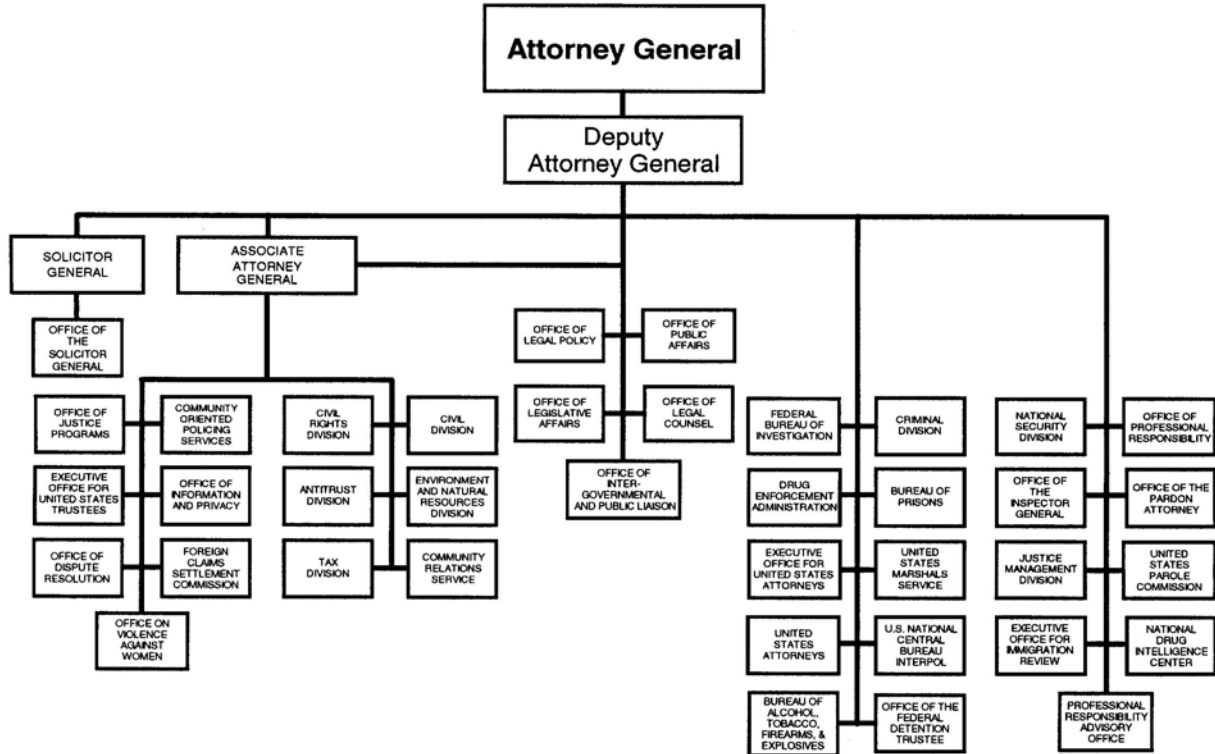 Attorney General
Deputy
Attorney General
SOLICITOR
GENERAL
ASSOCIATE
ATTORNEY
GENERAL
OFFICE OF
THE
SOLICITOR
GENERAL
OFFICE OF
LEGAL POLICY
OFFICE OF
PUBLIC
AFFAIRS
OFFICE OF
LEGISLATIVE
AFFAIRS
OFFICE OF
LEGAL
COUNSEL
OFFICE OF
INTER-
GOVERNMENTAL
AND PUBLIC LIAISON
OFFICE OF
JUSTICE
PROGRAMS
COMMUNITY
ORIENTED
POLICING
SERVICES
CIVIL
RIGHTS
DIVISION
CIVIL
DIVISION
FEDERAL
BUREAU OF
INVESTIGATION
CRIMINAL
DIVISION
NATIONAL
SECURITY
DIVISION
OFFICE OF
PROFESSIONAL
RESPONSIBILITY
EXECUTIVE
OFFICE FOR
UNITED STATES
TRUSTEES
OFFICE OF
INFORMATION
AND PRIVACY
ANTITRUST
DIVISION
ENVIRONMENT
AND NATURAL
RESOURCES
DIVISION
DRUG
ENFORCEMENT
ADMINISTRATION
BUREAU OF
PRISONS
OFFICE OF
THE
INSPECTOR
GENERAL
OFFICE OF THE
PARDON
ATTORNEY
OFFICE OF
DISPUTE
RESOLUTION
FOREIGN
CLAIMS
SETTLEMENT
COMMISSION
TAX
DIVISION
COMMUNITY
RELATIONS
SERVICE
EXECUTIVE
OFFICE FOR
UNITED STATES
ATTORNEYS
UNITED
STATES
MARSHALS
SERVICE
JUSTICE
MANAGEMENT
DIVISION
UNITED
STATES
PAROLE
COMMISSION
OFFICE ON
VIOLENCE
AGAINST
WOMEN
UNITED
STATES
ATTORNEYS
U.S. NATIONAL
CENTRAL
BUREAU
INTERPOL
EXECUTIVE
OFFICE FOR
IMMIGRATION
REVIEW
NATIONAL
DRUG
INTELLIGENCE
CENTER
BUREAU OF
ALCOHOL,
TOBACCO,
FIREARMS, &
EXPLOSIVES
OFFICE OF THE
FEDERAL
DETENTION
TRUSTEE
PROFESSIONAL
RESPONSIBILITY
ADVISORY
OFFICE